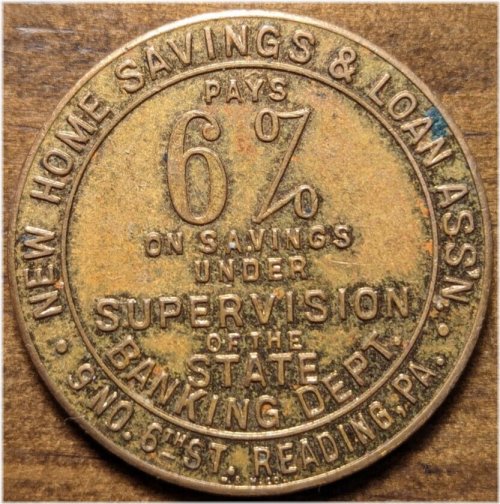 NEW HOME SAVINGS & LOAN ASS'N.
PAYS
6%
ON SAVINGS
UNDER
SUPERVISION
OF THE
STATE
BANKING DEPT.
• 9 NO. 6TH ST. READING, PA. •